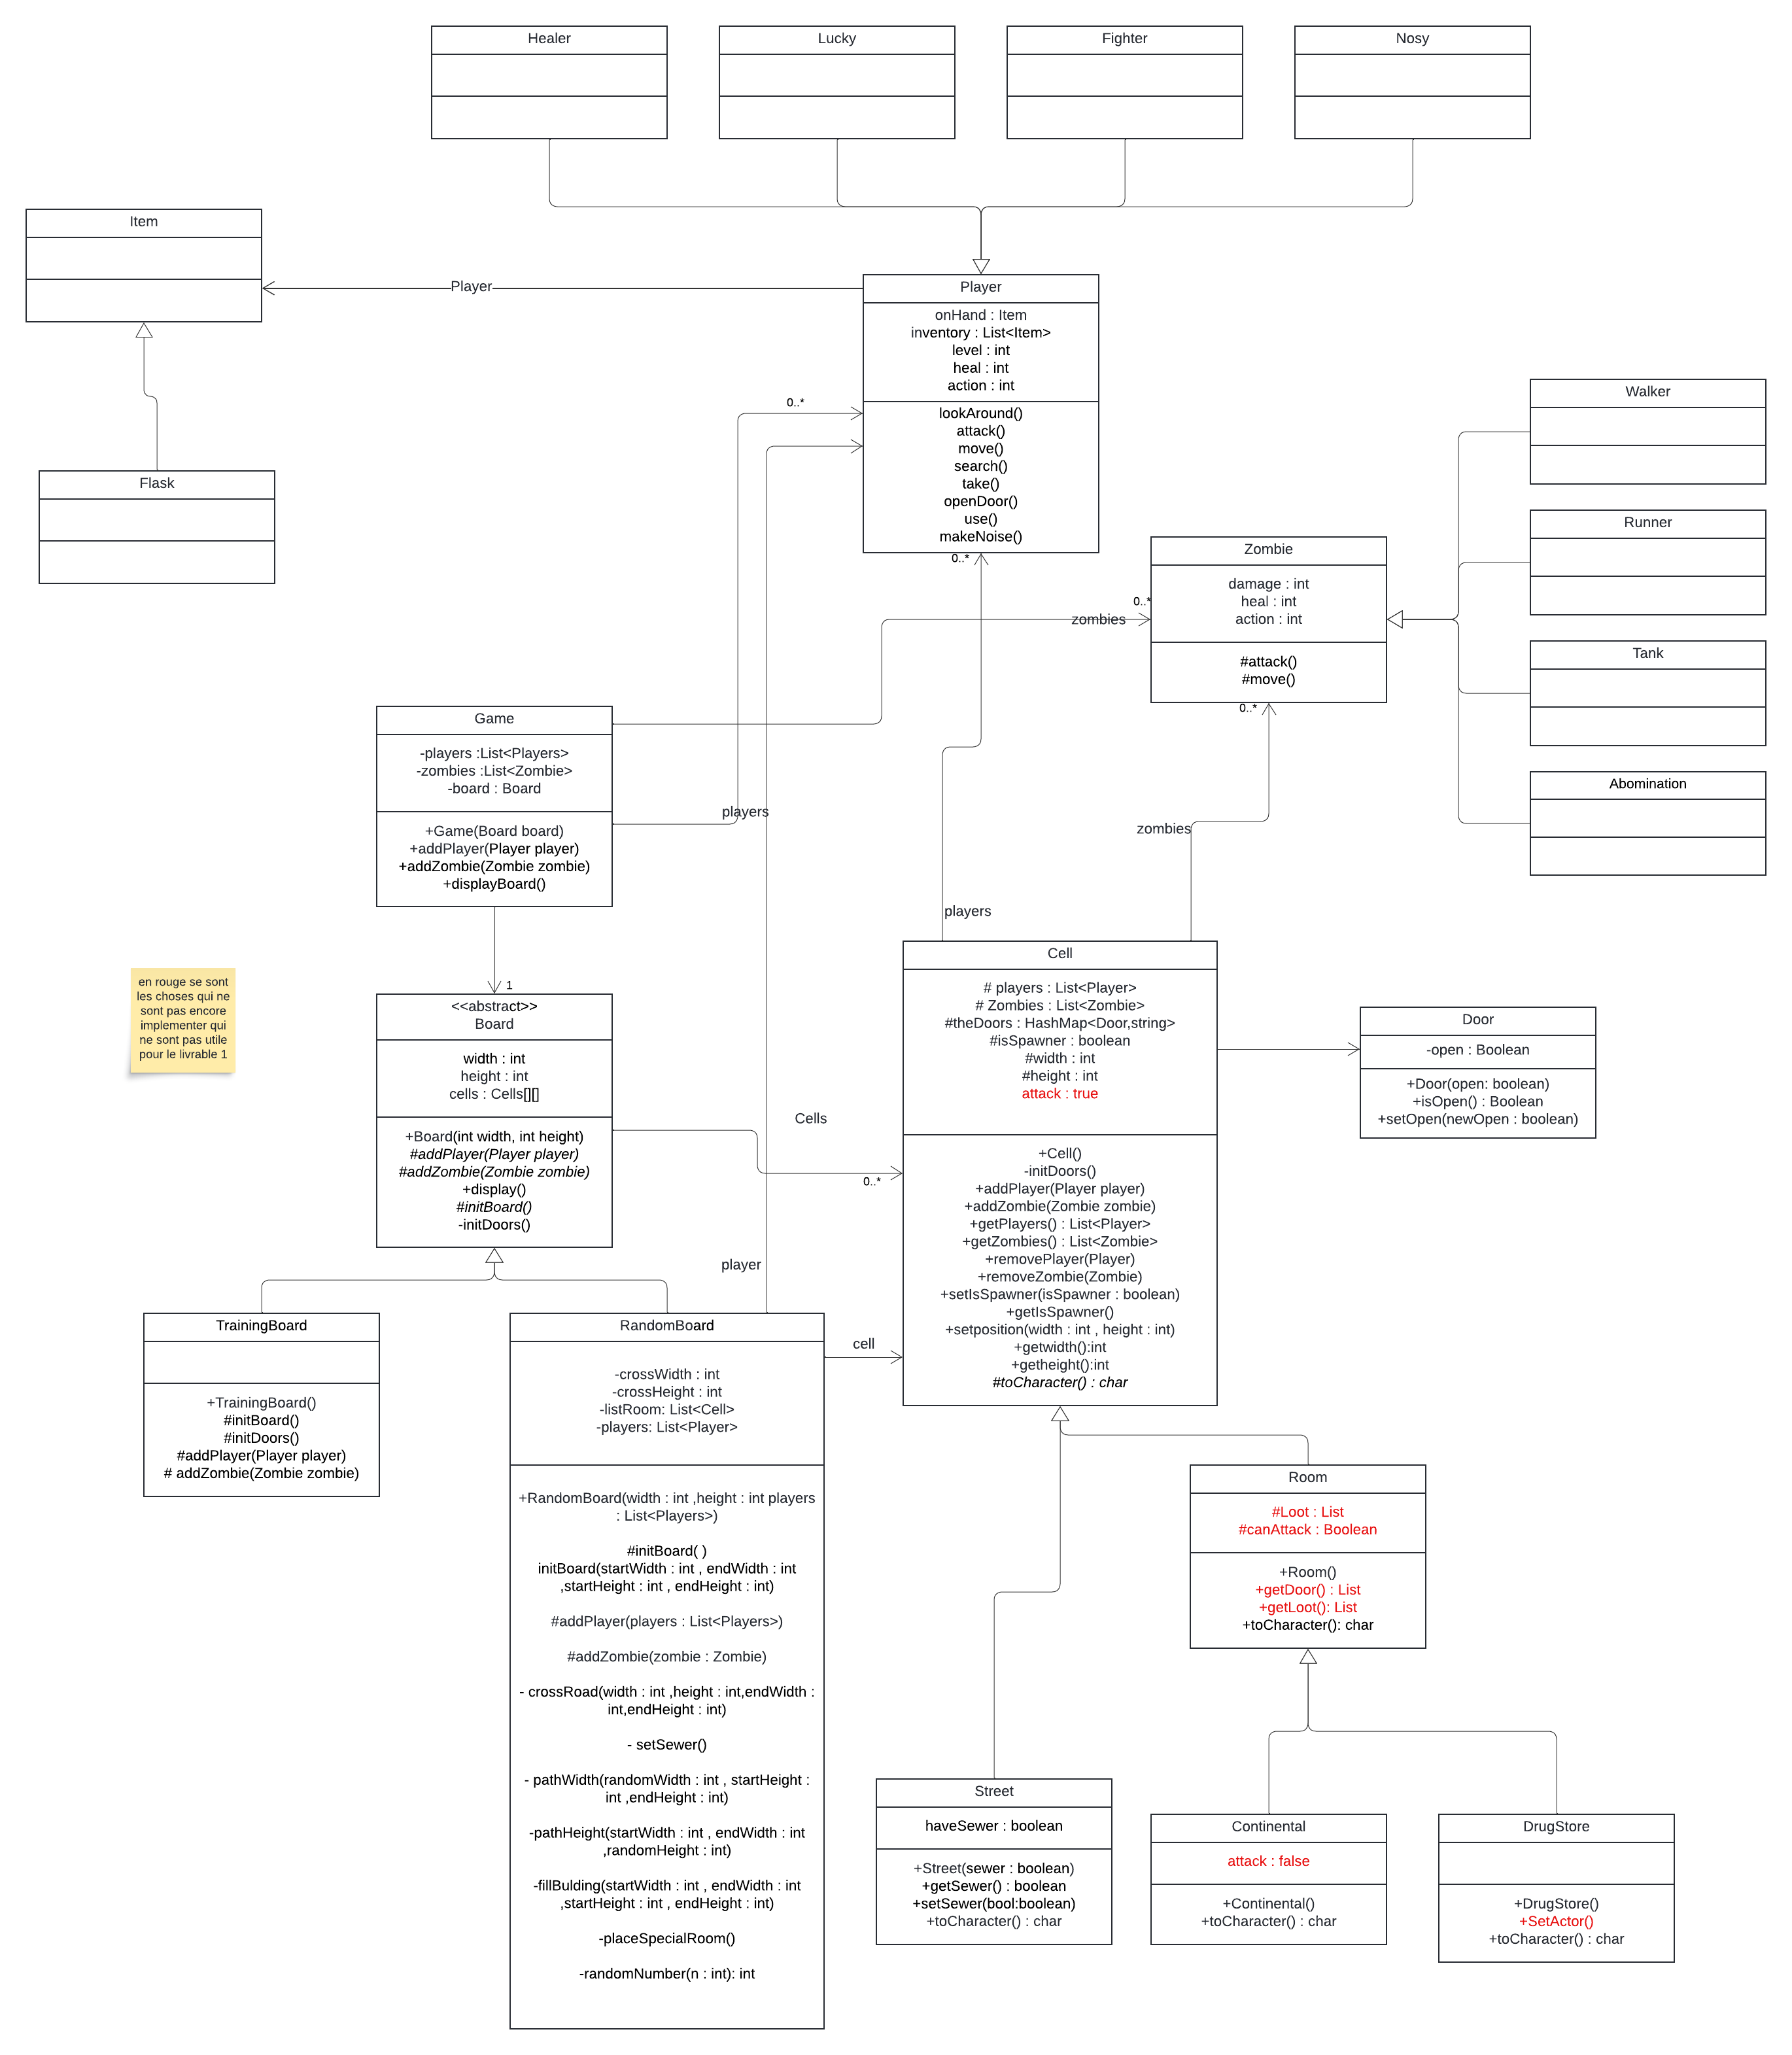 Healer
Lucky
Fighter
Nosy
Item
Player
Player
onHand : Item
inventory : List<Item>
level : int
heal : int
action : int
lookAround()
attack()
move()
search()
take()
openDoor()
use()
makeNoise()
0..*
0..*
Flask
Walker
Runner
Tank
Abomination
Zombie
damage : int
heal : int
action : int
#attack()
#move()
0..*
zombies
0..*
Game
-players :List<Players>
-zombies :List<Zombie>
-board : Board
+Game(Board board)
+addPlayer(Player player)
+addZombie(Zombie zombie)
+displayBoard()
players
zombies
players
1
en rouge se sont
les choses qui ne
sont pas encore
implementer qui
ne sont pas utile
pour le livrable 1
<<abstract>>
Board
width : int
height : int
cells : Cells[][]
+Board(int width, int height)
#addPlayer(Player player)
#addZombie(Zombie zombie)
+display()
#initBoard()
-initDoors()
Cells
0..*
player
cell
Cell
# players : List<Player>
# Zombies : List<Zombie>
#theDoors : HashMap<Door,string>
#isSpawner : boolean
#width : int
#height : int
attack : true
+Cell()
-initDoors()
+addPlayer(Player player)
+addZombie(Zombie zombie)
+getPlayers() : List<Player>
+getZombies() : List<Zombie>
+removePlayer(Player)
+removeZombie(Zombie)
+setIsSpawner(isSpawner : boolean)
+getIsSpawner()
+setposition(width : int , height : int)
+getwidth():int
+getheight():int
#toCharacter() : char
Door
-open : Boolean
+Door(open: boolean)
+isOpen() : Boolean
+setOpen(newOpen : boolean)
TrainingBoard
+TrainingBoard()
#initBoard()
#initDoors()
#addPlayer(Player player)
# addZombie(Zombie zombie)
RandomBoard
-crossWidth : int
-crossHeight : int
-listRoom: List<Cell>
-players: List<Player>
+RandomBoard(width : int ,height : int players
: List<Players>)
#initBoard( )
initBoard(startWidth : int , endWidth : int
,startHeight : int , endHeight : int)
#addPlayer(players : List<Players>)
#addZombie(zombie : Zombie)
- crossRoad(width : int ,height : int,endWidth :
int,endHeight : int)
- setSewer()
- pathWidth(randomWidth : int , startHeight :
int ,endHeight : int)
-pathHeight(startWidth : int , endWidth : int
,randomHeight : int)
-fillBulding(startWidth : int , endWidth : int
,startHeight : int , endHeight : int)
-placeSpecialRoom()
-randomNumber(n : int): int
Room
#Loot : List
#canAttack : Boolean
+Room()
+getDoor() : List
+getLoot(): List
+toCharacter(): char
Street
haveSewer : boolean
+Street(sewer : boolean)
+getSewer() : boolean
+setSewer(bool:boolean)
+toCharacter() : char
Continental
attack : false
+Continental()
+toCharacter() : char
DrugStore
+DrugStore()
+SetActor()
+toCharacter() : char